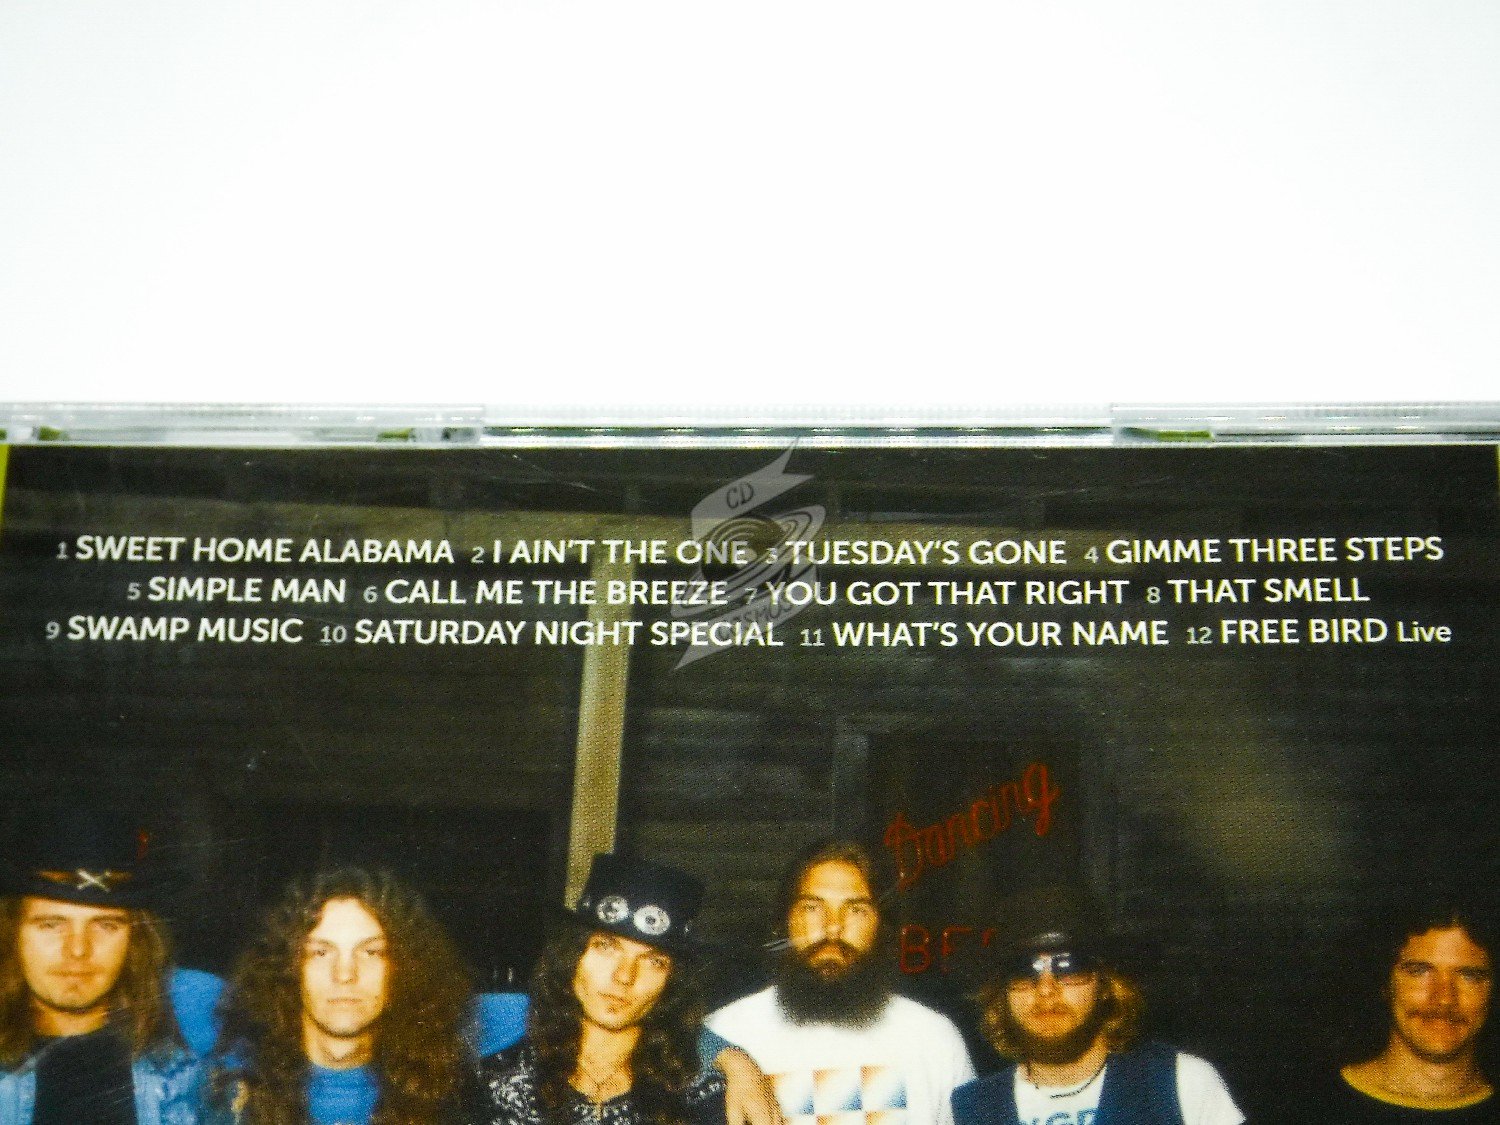 1 SWEET HOME ALABAMA 2 I AIN'T THE ONE 3 TUESDAY'S GONE 4 GIMME THREE STEPS
5 SIMPLE MAN 6 CALL ME THE BREEZE 7 YOU GOT THAT RIGHT 8 THAT SMELL
9 SWAMP MUSIC 10 SATURDAY NIGHT SPECIAL 11 WHAT'S YOUR NAME 12 FREE BIRD Live
CD
COSMUS
Dancing